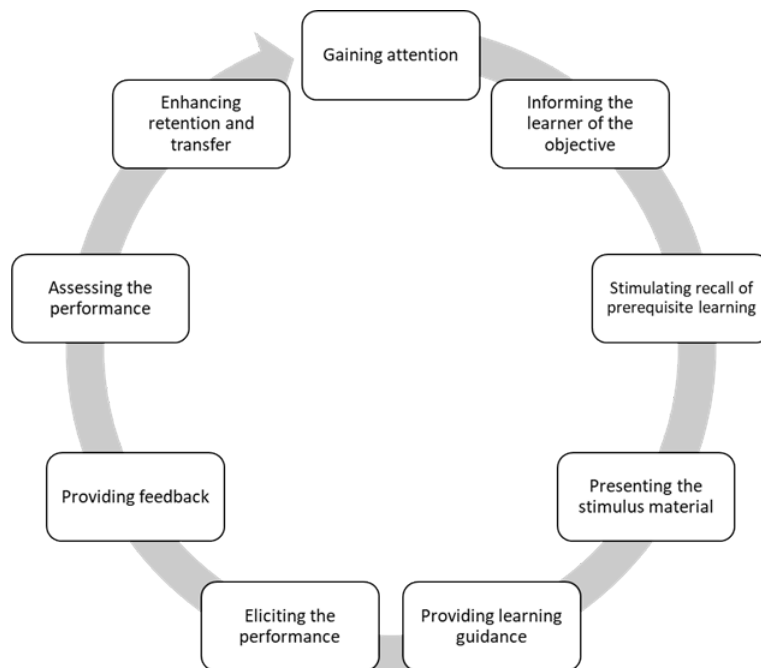 Gaining attention
Informing the
learner of the
objective
Stimulating recall of
prerequisite learning
Presenting the
stimulus material
Providing learning
guidance
Eliciting the
performance
Providing feedback
Assessing the
performance
Enhancing
retention and
transfer